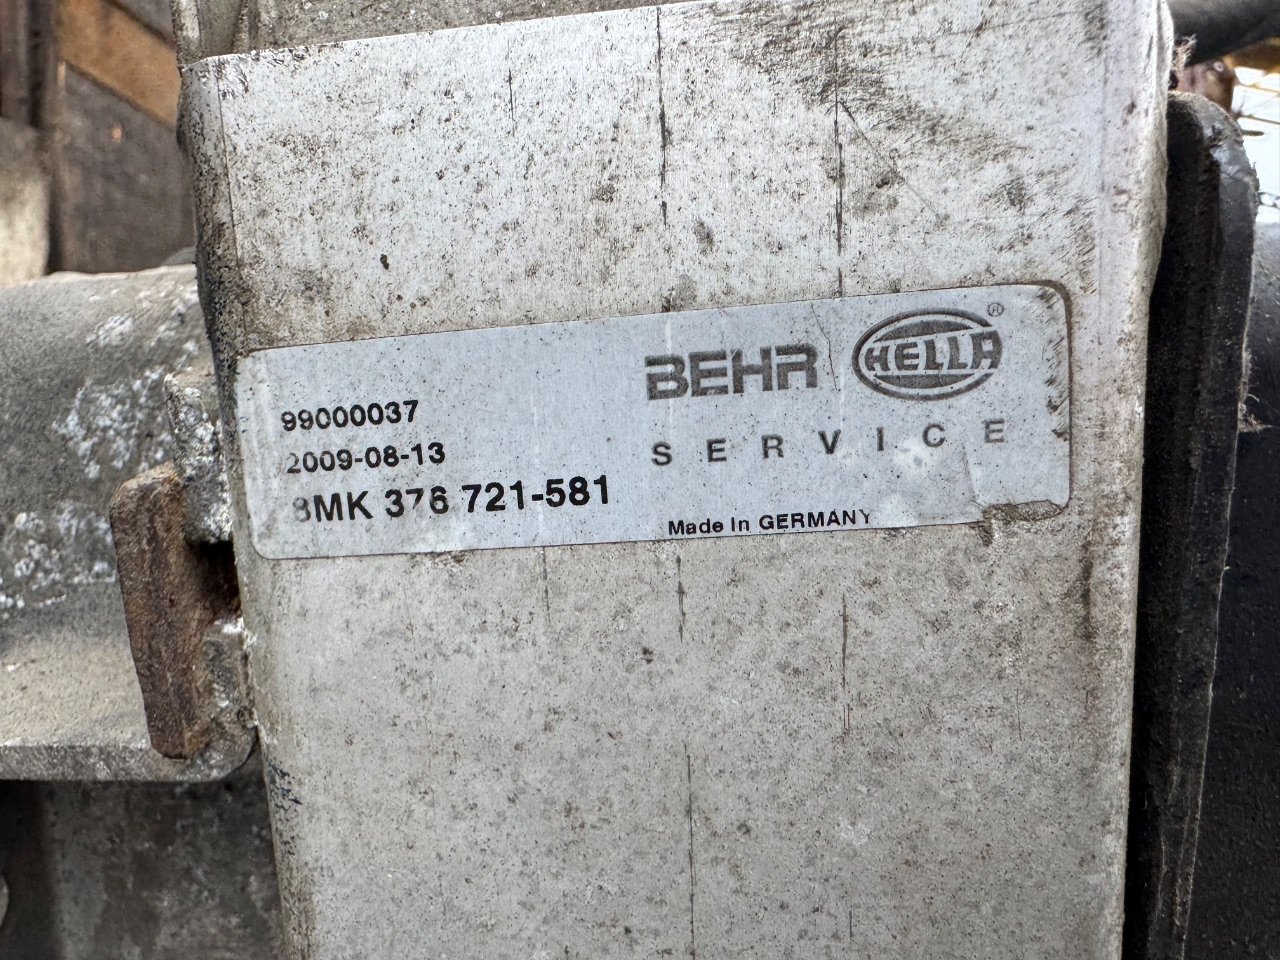 BEHR HELLA®
SERVICE
99000037
2009-08-13
8MK 376 721-581
Made In GERMANY